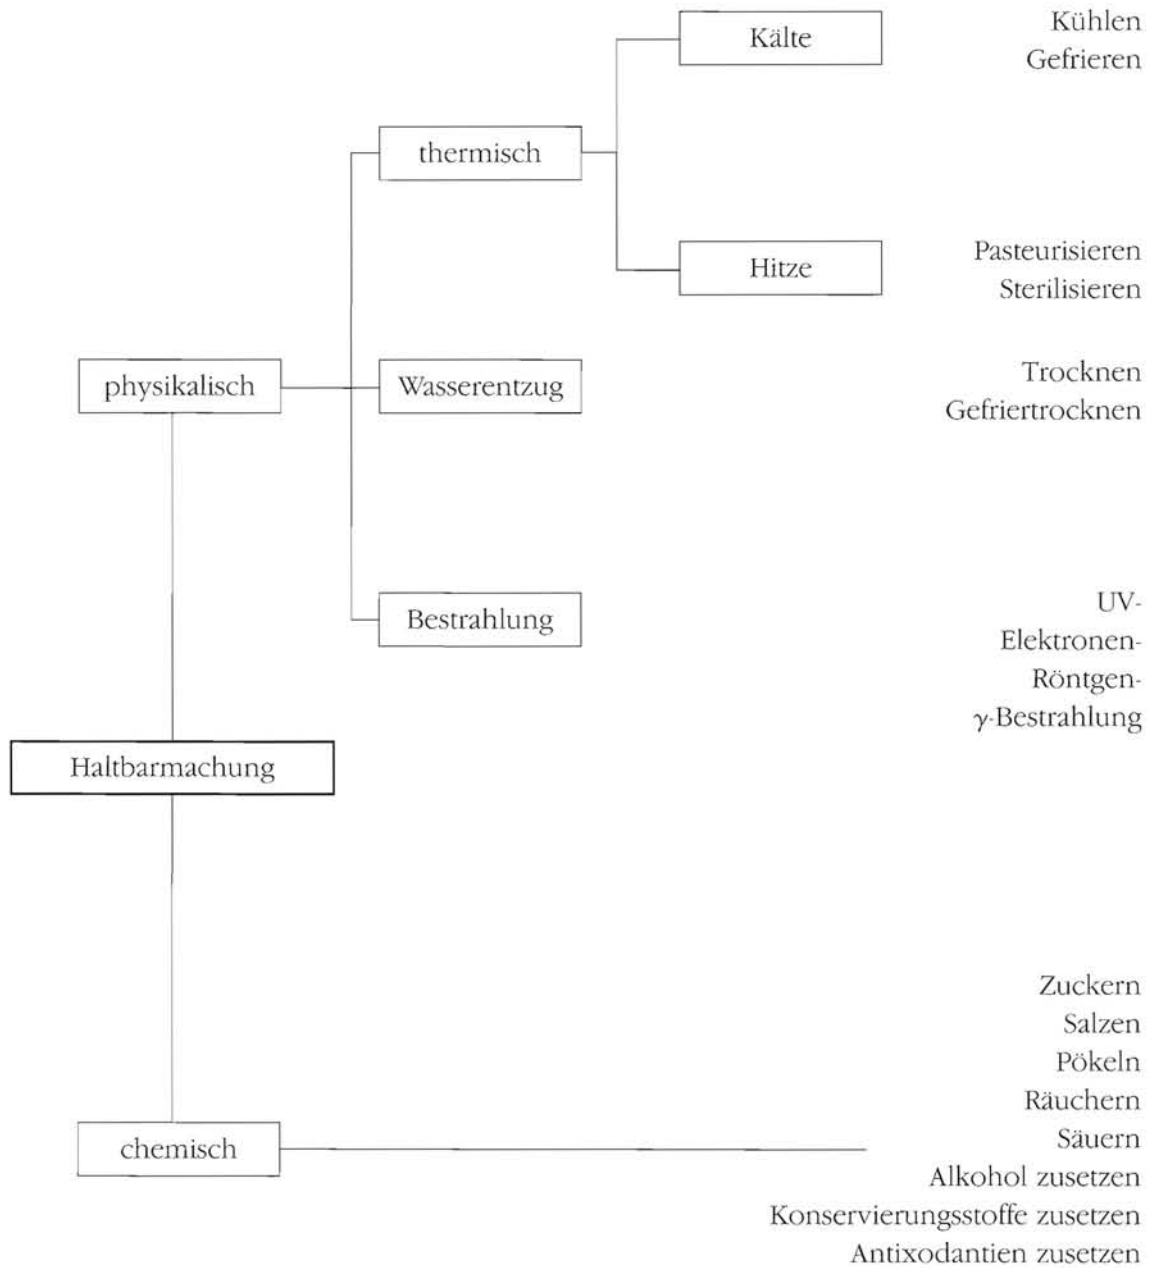 Kälte
Kühlen
Gefrieren
thermisch
Hitze
Pasteurisieren
Sterilisieren
physikalisch
Wasserentzug
Trocknen
Gefriertrocknen
Bestrahlung
UV-
Elektronen-
Röntgen-
γ-Bestrahlung
Haltbarmachung
chemisch
Zuckern
Salzen
Pökeln
Räuchern
Säuern
Alkohol zusetzen
Konservierungsstoffe zusetzen
Antixodantien zusetzen